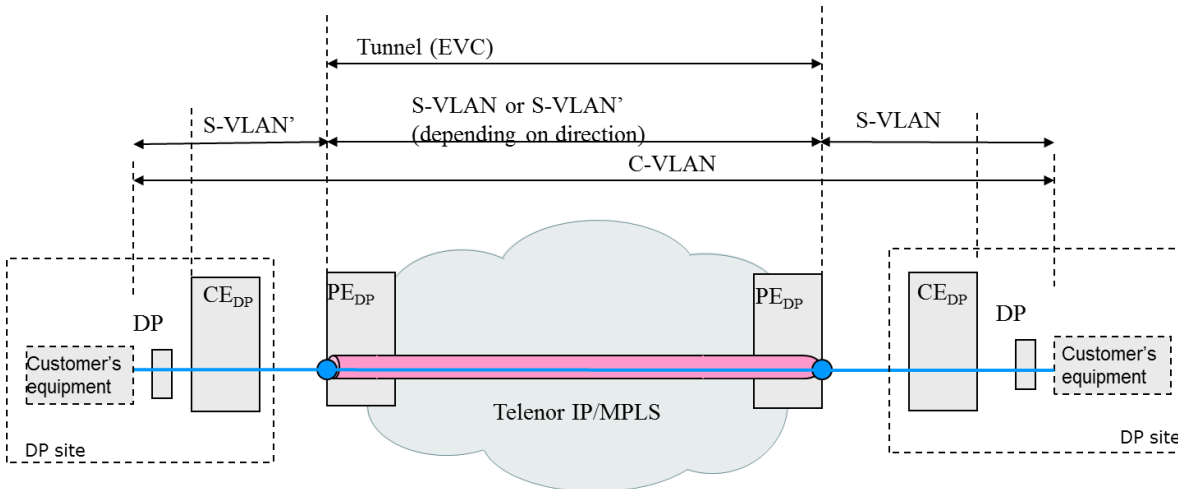 Tunnel (EVC)
S-VLAN’
S-VLAN or S-VLAN’
(depending on direction)
S-VLAN
C-VLAN
CEDP
PEDP
PEDP
CEDP
DP
DP
Customer’s
equipment
Customer’s
equipment
Telenor IP/MPLS
DP site
DP site